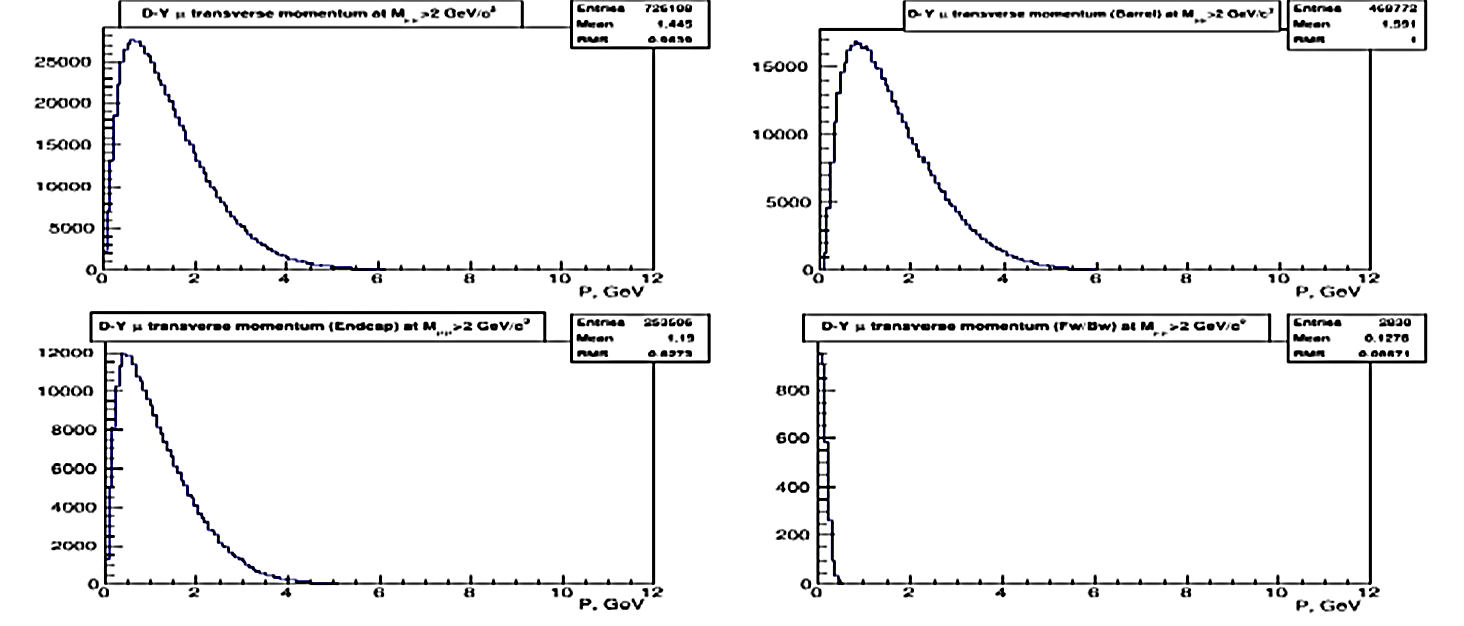 D-Y μ transverse momentum at M >2 GeV/c²
Entries 726198
Mean 1.445
RMS
25000
20000
15000
10000
5000
0
0 2 4 6 8 10 12
P, GeV
D-Y μ transverse momentum (Barrel) at M >2 GeV/c²
Entries 469772
Mean 1.591
RMS 1
15000
10000
5000
0
0 2 4 6 8 10 12
P, GeV
D-Y μ transverse momentum (Endcap) at M >2 GeV/c²
Entries
Mean 1.19
RMS 0.8273
12000
10000
8000
6000
4000
2000
0
0 2 4 6 8 10 12
P, GeV
D-Y μ transverse momentum (Fw/Bw) at M >2 GeV/c²
Entries
Mean 0.1276
RMS
800
600
400
200
0
0 2 4 6 8 10 12
P, GeV